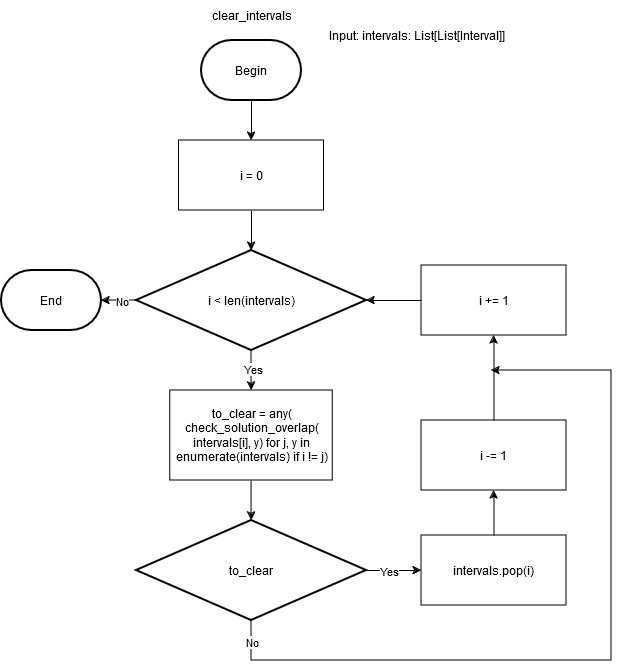 clear_intervals
Input: intervals: List[List[Interval]]
Begin
i = 0
i < len(intervals)
No
End
i += 1
Yes
to_clear = any(
check_solution_overlap(
intervals[i], y) for j, y in
enumerate(intervals) if i != j)
i -= 1
to_clear
Yes
intervals.pop(i)
No